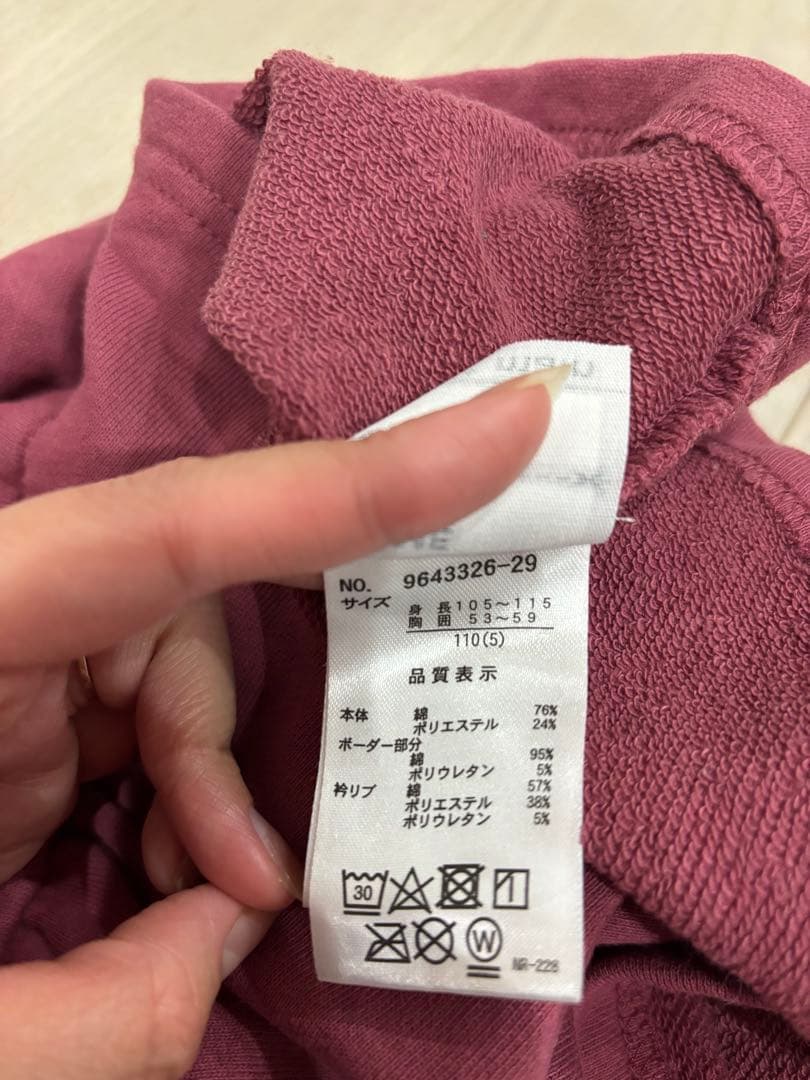 NO. 9643326-29
サイズ 身長105～115
胸囲 53～59
110(5)
品質表示
本体 綿 76%
ポリエステル 24%
ボーダー部分
綿 95%
ポリウレタン 5%
衿リブ 綿 57%
ポリエステル 38%
ポリウレタン 5%
30
W
NR-228